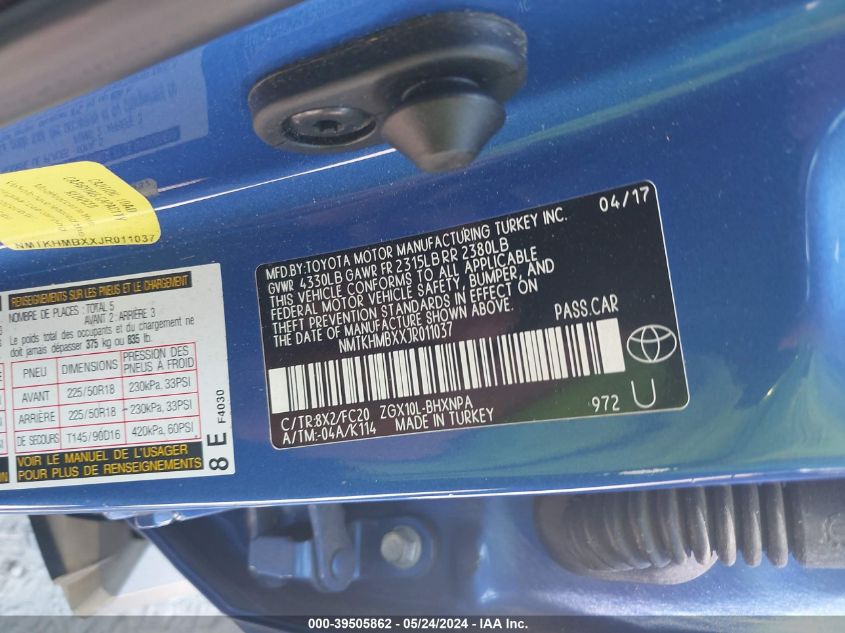 NMTKHMBXXJR011037
RENSEIGNEMENTS SUR LES PNEUS ET LE CHARGEMENT
NOMBRE DE PLACES : TOTAL 5
AVANT 2 : ARRIÈRE 3
Le poids total des occupants et du chargement ne
doit jamais dépasser 375 kg ou 835 lb.
PNEU DIMENSIONS PRESSION DES PNEUS À FROID
AVANT 225/50R18 230kPa, 33PSI
ARRIÈRE 225/50R18 230kPa, 33PSI
DE SECOURS T145/90D16 420kPa, 60PSI
VOIR LE MANUEL DE L'USAGER
POUR PLUS DE RENSEIGNEMENTS
8 E F4030
MFD.BY:TOYOTA MOTOR MANUFACTURING TURKEY INC. 04/17
GVWR 4330LB GAWR FR 2315LB RR 2380LB
THIS VEHICLE CONFORMS TO ALL APPLICABLE
FEDERAL MOTOR VEHICLE SAFETY, BUMPER, AND
THEFT PREVENTION STANDARDS IN EFFECT ON
THE DATE OF MANUFACTURE SHOWN ABOVE.
NMTKHMBXXJR011037 PASS.CAR
C/TR:8X2/FC20 ZGX10L-BHXNPA
A/TM:-04A/K114 MADE IN TURKEY 972 U
000-39505862 / 05/24/2024 - IAA Inc.